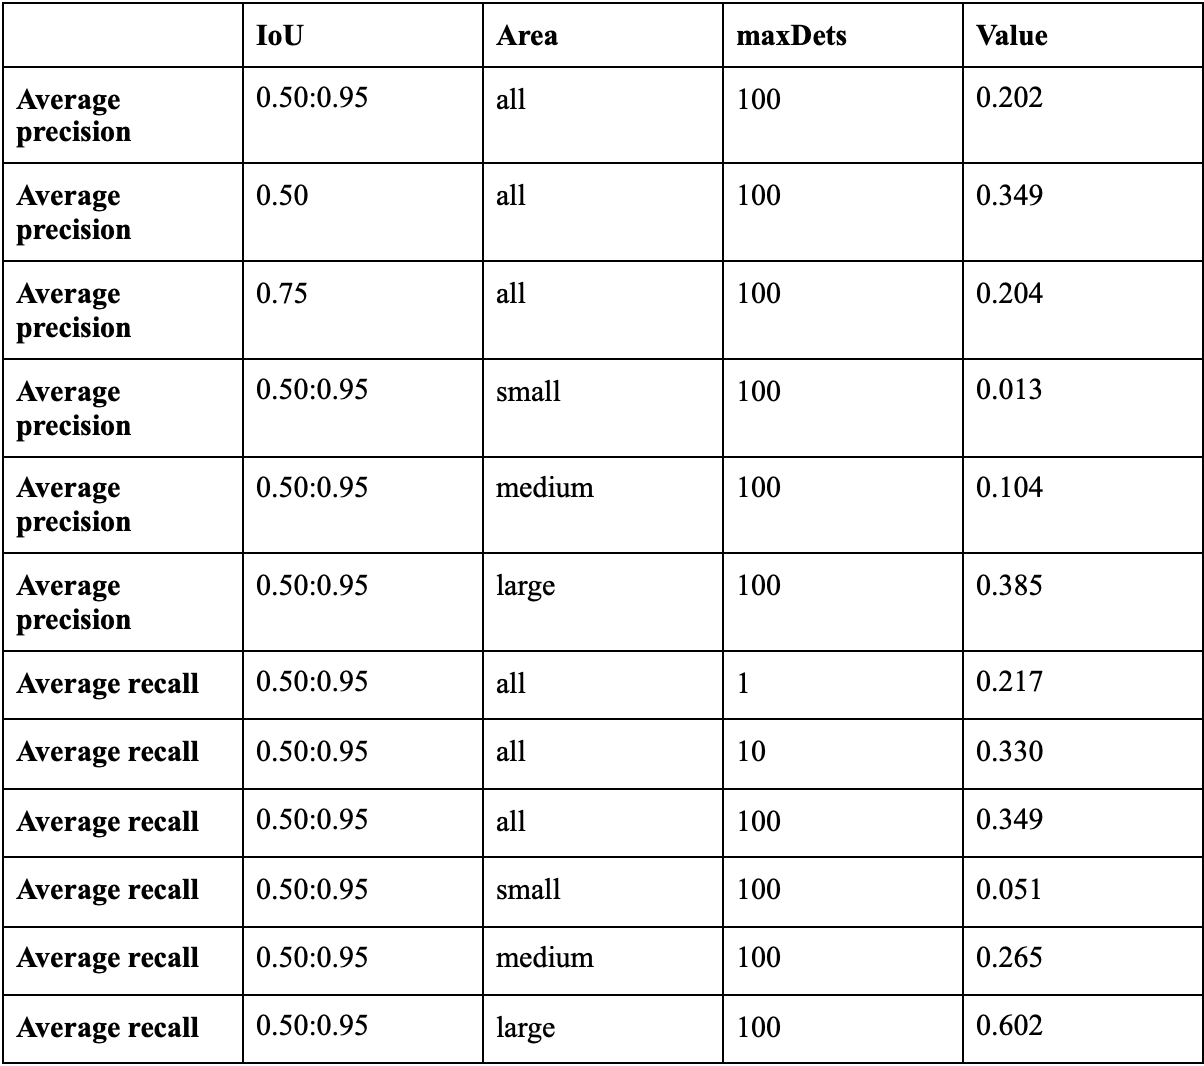 IoU Area maxDets Value
Average precision 0.50:0.95 all 100 0.202
Average precision 0.50 all 100 0.349
Average precision 0.75 all 100 0.204
Average precision 0.50:0.95 small 100 0.013
Average precision 0.50:0.95 medium 100 0.104
Average precision 0.50:0.95 large 100 0.385
Average recall 0.50:0.95 all 1 0.217
Average recall 0.50:0.95 all 10 0.330
Average recall 0.50:0.95 all 100 0.349
Average recall 0.50:0.95 small 100 0.051
Average recall 0.50:0.95 medium 100 0.265
Average recall 0.50:0.95 large 100 0.602